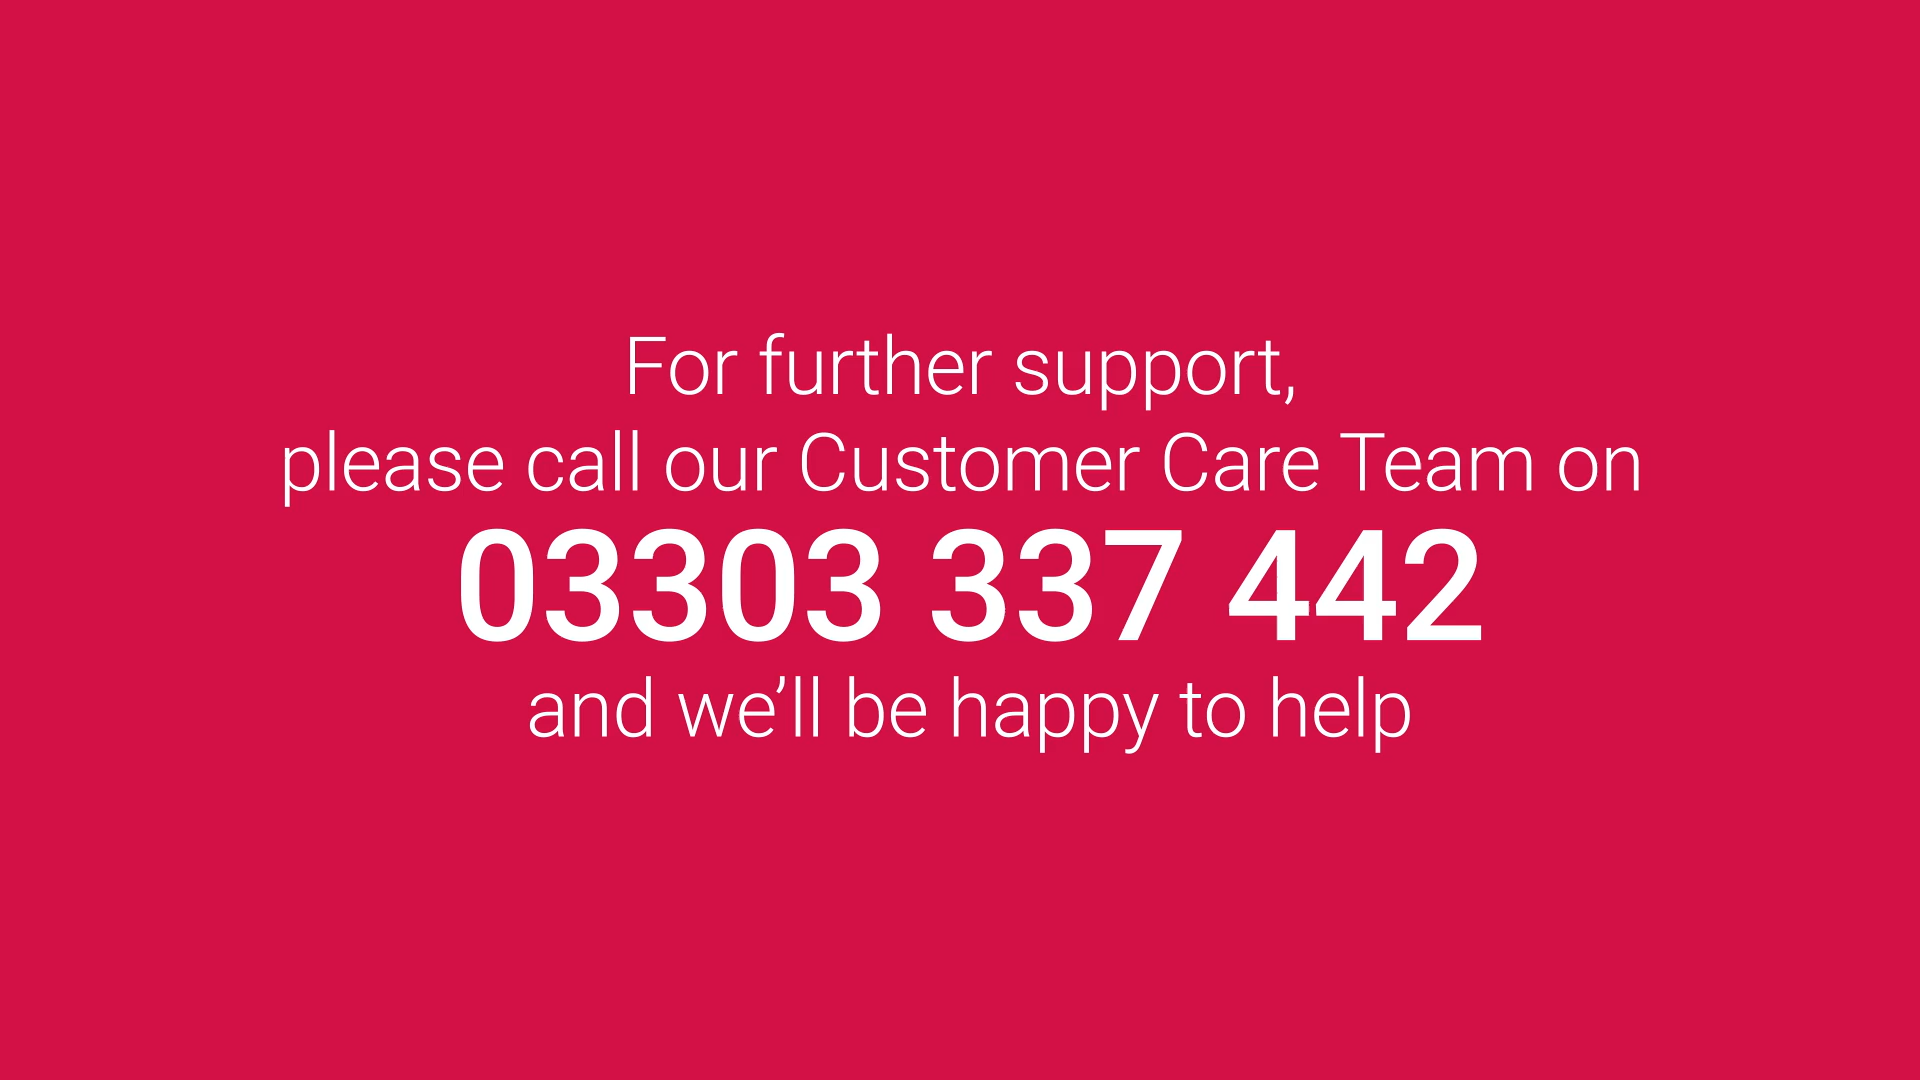 For further support,
please call our Customer Care Team on
03303 337 442
and we’ll be happy to help